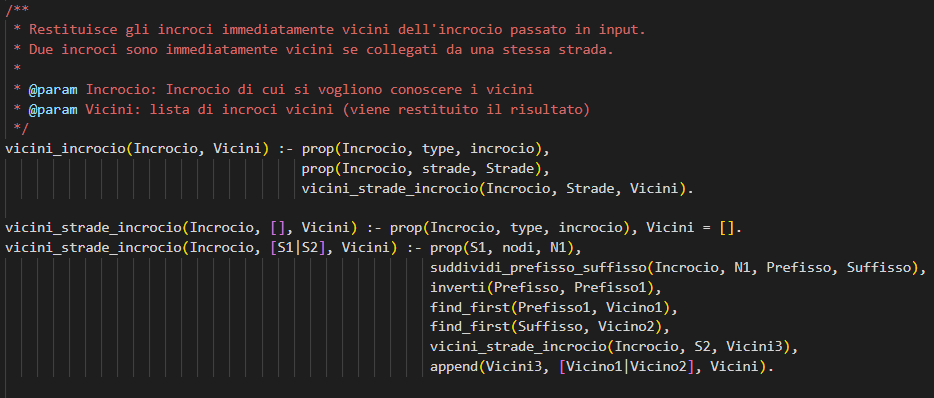 /**
 * Restituisce gli incroci immediatamente vicini dell'incrocio passato in input.
 * Due incroci sono immediatamente vicini se collegati da una stessa strada.
 *
 * @param Incrocio: Incrocio di cui si vogliono conoscere i vicini
 * @param Vicini: lista di incroci vicini (viene restituito il risultato)
 */
vicini_incrocio(Incrocio, Vicini) :- prop(Incrocio, type, incrocio),
                                     prop(Incrocio, strade, Strade),
                                     vicini_strade_incrocio(Incrocio, Strade, Vicini).

vicini_strade_incrocio(Incrocio, [], Vicini) :- prop(Incrocio, type, incrocio), Vicini = [].
vicini_strade_incrocio(Incrocio, [S1|S2], Vicini) :- prop(S1, nodi, N1),
                                                     suddividi_prefisso_suffisso(Incrocio, N1, Prefisso, Suffisso),
                                                     inverti(Prefisso, Prefisso1),
                                                     find_first(Prefisso1, Vicino1),
                                                     find_first(Suffisso, Vicino2),
                                                     vicini_strade_incrocio(Incrocio, S2, Vicini3),
                                                     append(Vicini3, [Vicino1|Vicino2], Vicini).